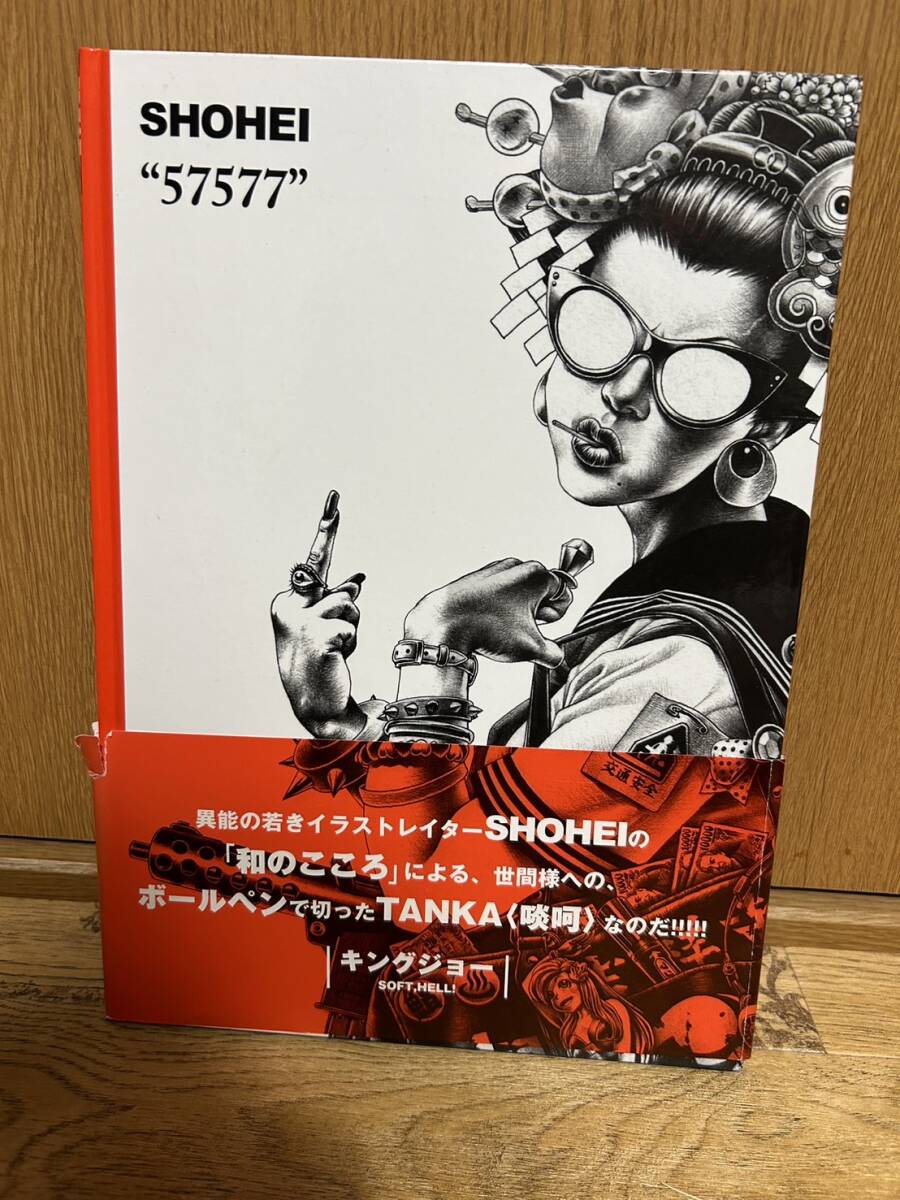 SHOHEI
“57577”
交通安全
異能の若きイラストレイターSHOHEIの
「和のこころ」による、世間様への、
ボールペンで切ったTANKA〈啖呵〉なのだ!!!!!
キングジョー
SOFT,HELL!